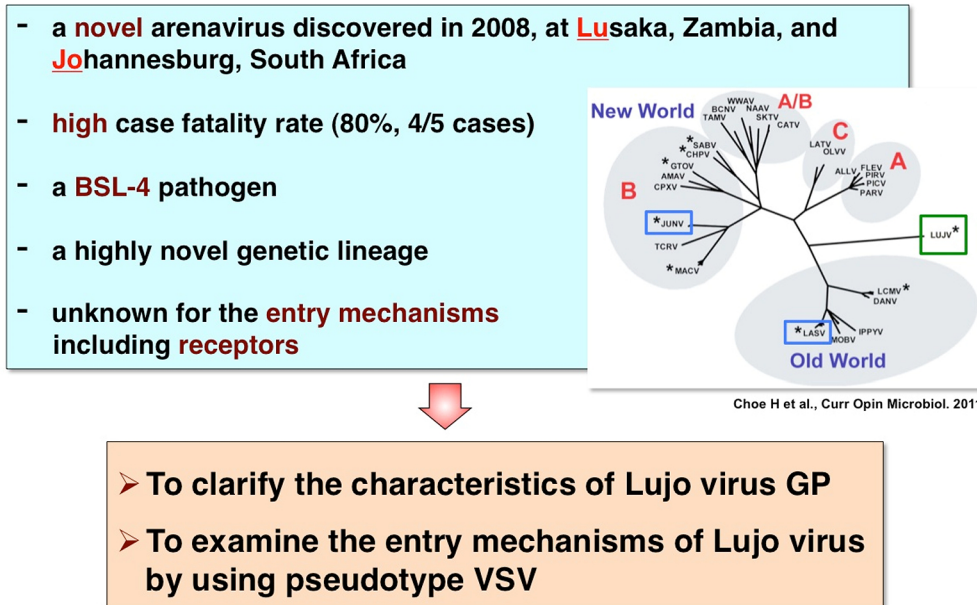 - a novel arenavirus discovered in 2008, at Lusaka, Zambia, and
Johannesburg, South Africa
- high case fatality rate (80%, 4/5 cases)
- a BSL-4 pathogen
- a highly novel genetic lineage
- unknown for the entry mechanisms
including receptors
New World
A/B
WWAV
BCNV
NAAV
TAMV
SKTV
CATV
C
LATV
OLVV
A
ALLV
FLEV
PIRV
PICV
PARV
B
*SABV
*CHPV
*GTOV
AMAV
CPXV
*JUNV
TCRV
*MACV
LUJV*
LCMV*
DANV
*LASV
MOBV
IPPYV
Old World
Choe H et al., Curr Opin Microbiol. 201
➢ To clarify the characteristics of Lujo virus GP
➢ To examine the entry mechanisms of Lujo virus
by using pseudotype VSV